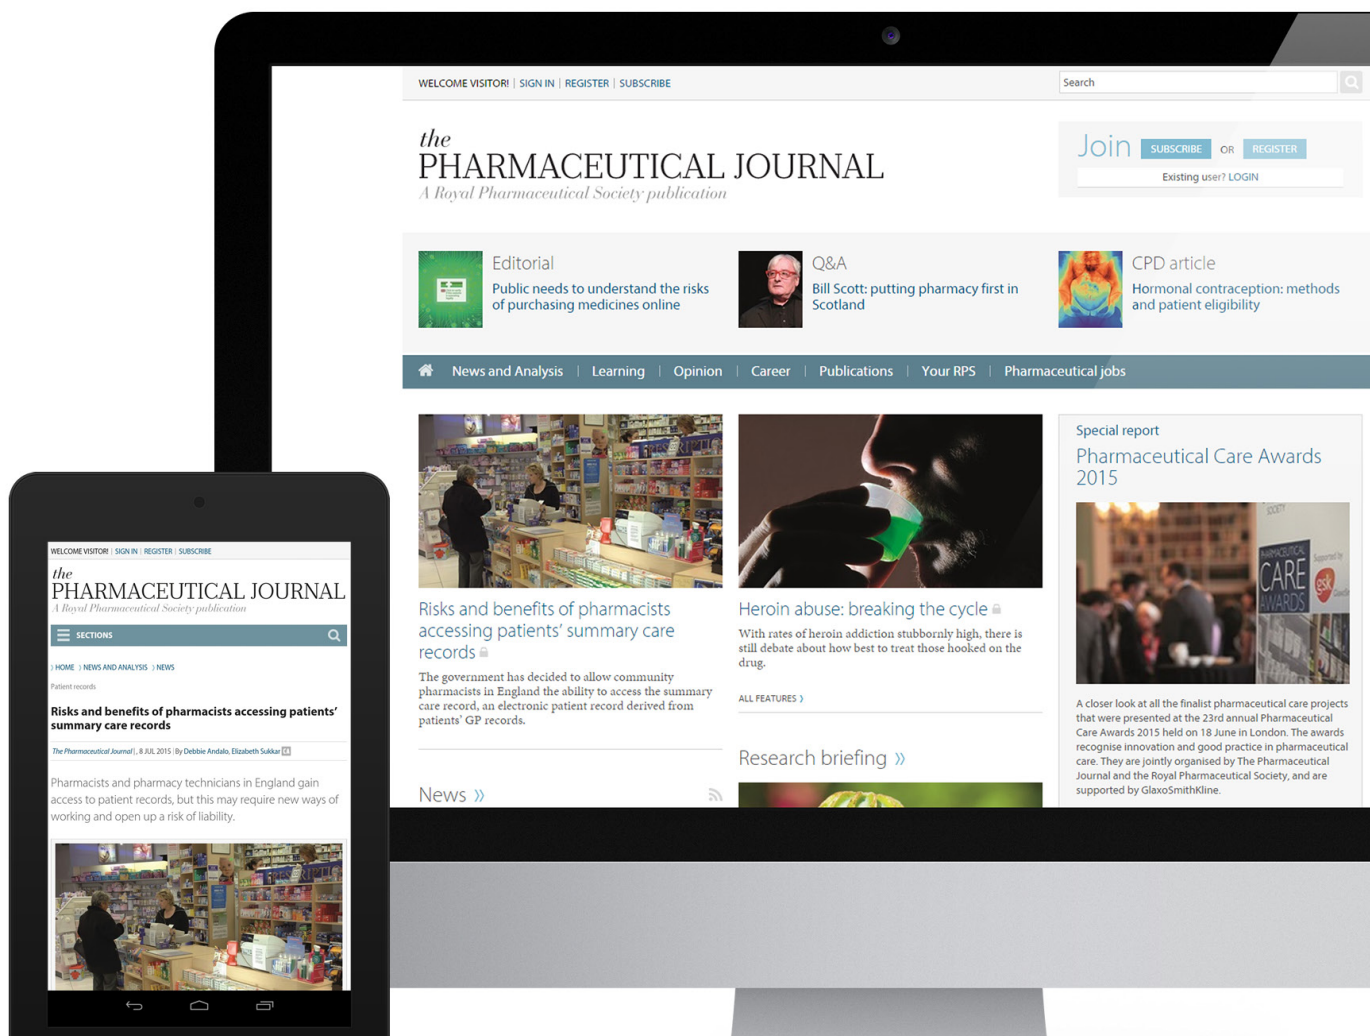 WELCOME VISITOR! | SIGN IN | REGISTER | SUBSCRIBE
Search
the
PHARMACEUTICAL JOURNAL
A Royal Pharmaceutical Society publication
Join SUBSCRIBE OR REGISTER
Existing user? LOGIN
Editorial
Public needs to understand the risks
of purchasing medicines online
Q&A
Bill Scott: putting pharmacy first in
Scotland
CPD article
Hormonal contraception: methods
and patient eligibility
News and Analysis | Learning | Opinion | Career | Publications | Your RPS | Pharmaceutical jobs
PRESCRIPTIO
Risks and benefits of pharmacists
accessing patients' summary care
records
The government has decided to allow community
pharmacists in England the ability to access the summary
care record, an electronic patient record derived from
patients' GP records.
News »
Heroin abuse: breaking the cycle
With rates of heroin addiction stubbornly high, there is
still debate about how best to treat those hooked on the
drug.
ALL FEATURES 〉
Research briefing »
Special report
Pharmaceutical Care Awards
2015
SOCIETY
PHARMACEUTICAL
CARE
AWARDS
Supported by
gsk
A closer look at all the finalist pharmaceutical care projects
that were presented at the 23rd annual Pharmaceutical
Care Awards 2015 held on 18 June in London. The awards
recognise innovation and good practice in pharmaceutical
care. They are jointly organised by The Pharmaceutical
Journal and the Royal Pharmaceutical Society, and are
supported by GlaxoSmithKline.
WELCOME VISITOR! | SIGN IN | REGISTER | SUBSCRIBE
the
PHARMACEUTICAL JOURNAL
A Royal Pharmaceutical Society publication
SECTIONS
〉HOME 〉NEWS AND ANALYSIS 〉NEWS
Patient records
Risks and benefits of pharmacists accessing patients'
summary care records
The Pharmaceutical Journal | , 8 JUL 2015 | By Debbie Andalo, Elizabeth Sukkar
Pharmacists and pharmacy technicians in England gain
access to patient records, but this may require new ways of
working and open up a risk of liability.